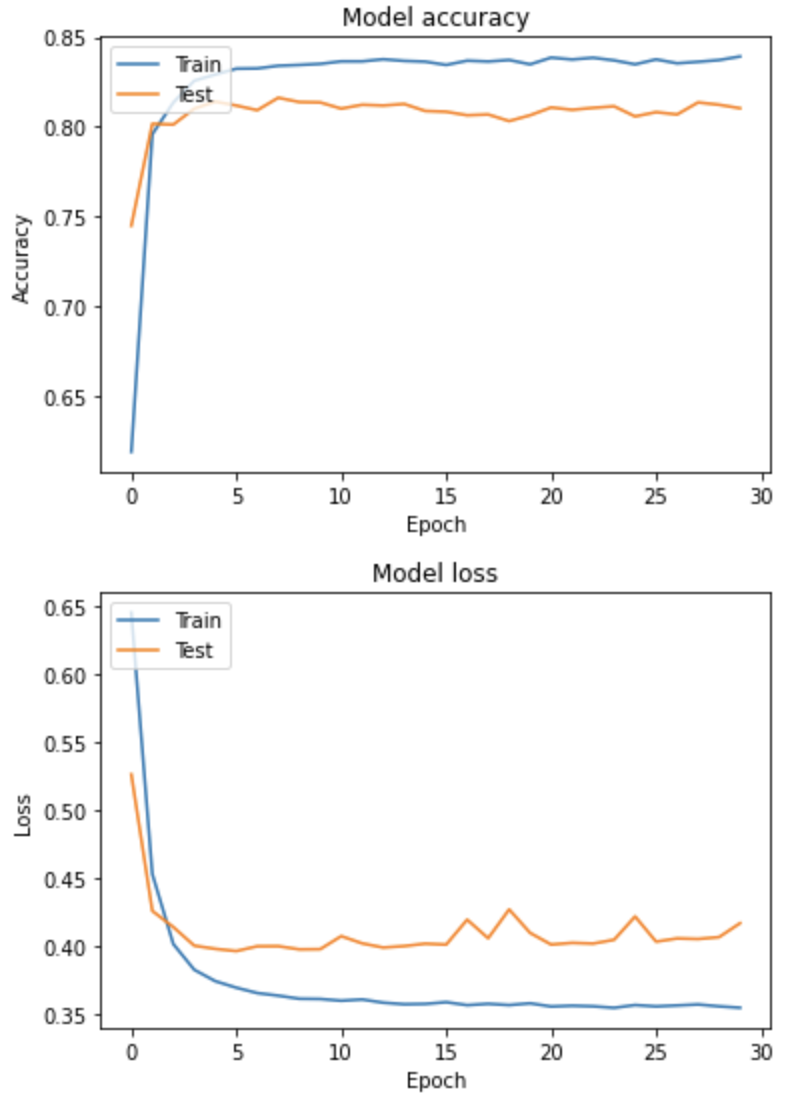 Model accuracy
0.85
0.80
0.75
0.70
0.65
Accuracy
Train
Test
0 5 10 15 20 25 30
Epoch
Model loss
0.65
0.60
0.55
0.50
0.45
0.40
0.35
Loss
Train
Test
0 5 10 15 20 25 30
Epoch